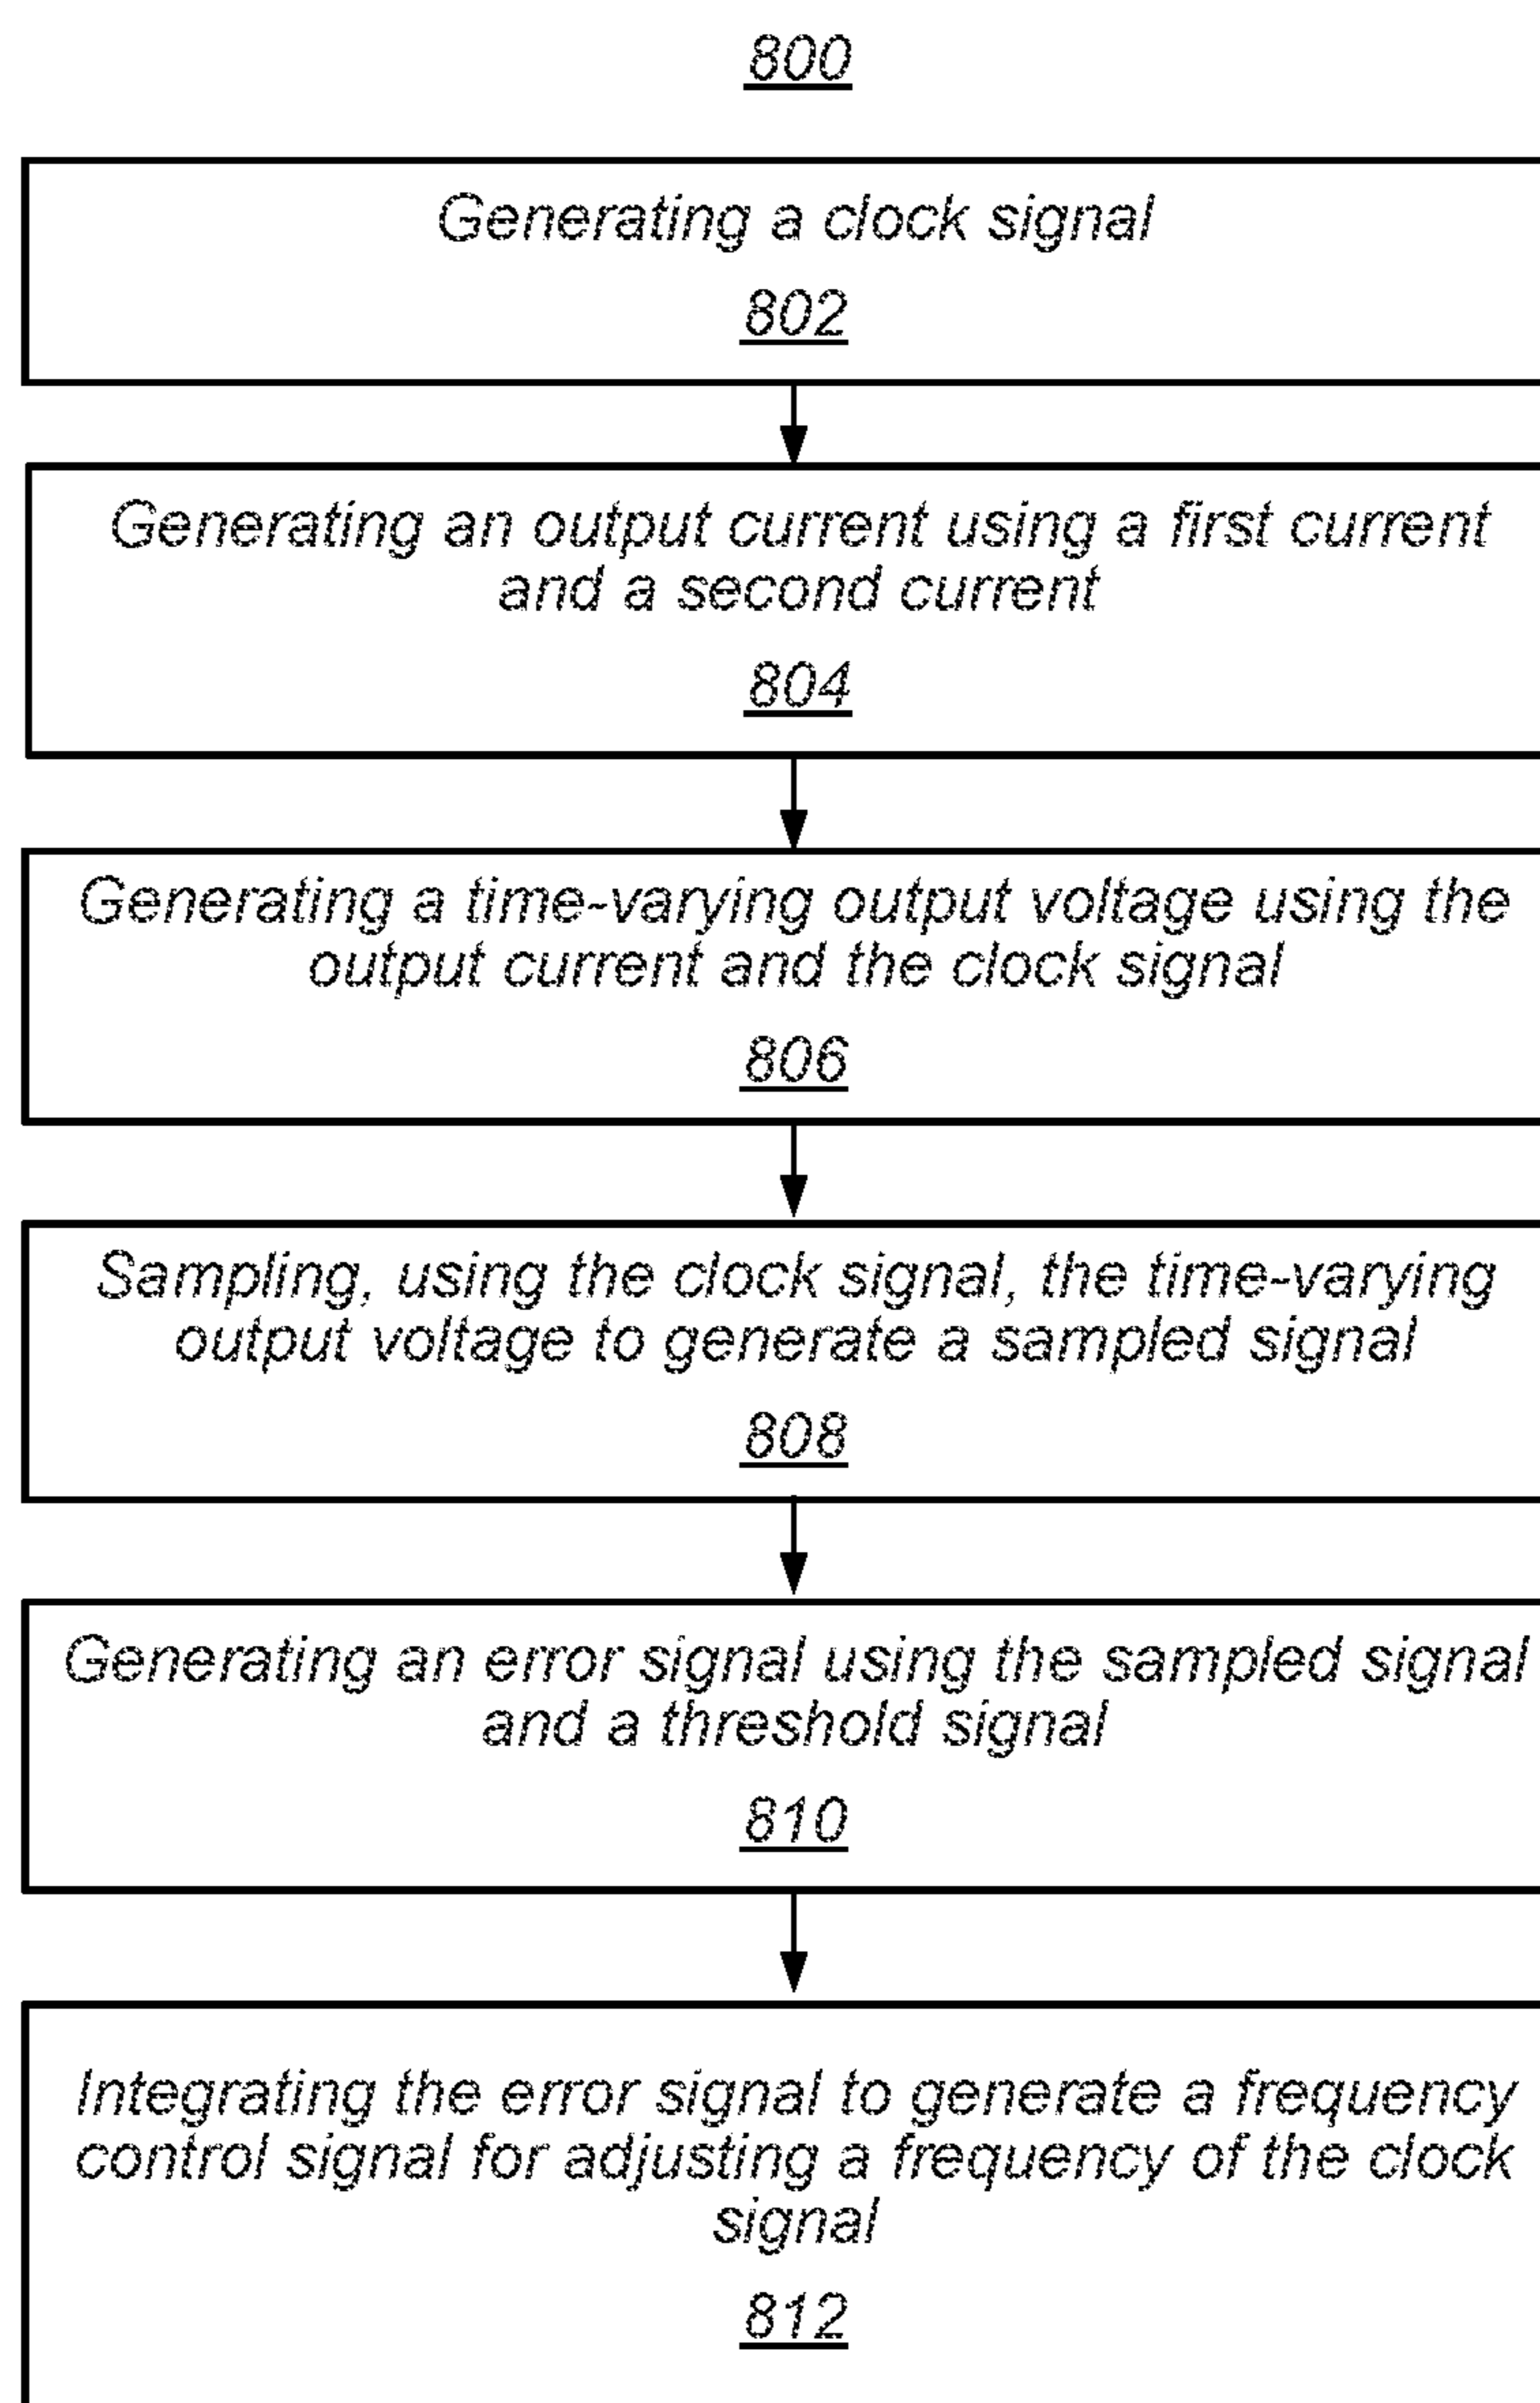 800
Generating a clock signal
802
Generating an output current using a first current
and a second current
804
Generating a time-varying output voltage using the
output current and the clock signal
806
Sampling, using the clock signal, the time-varying
output voltage to generate a sampled signal
808
Generating an error signal using the sampled signal
and a threshold signal
810
Integrating the error signal to generate a frequency
control signal for adjusting a frequency of the clock
signal
812